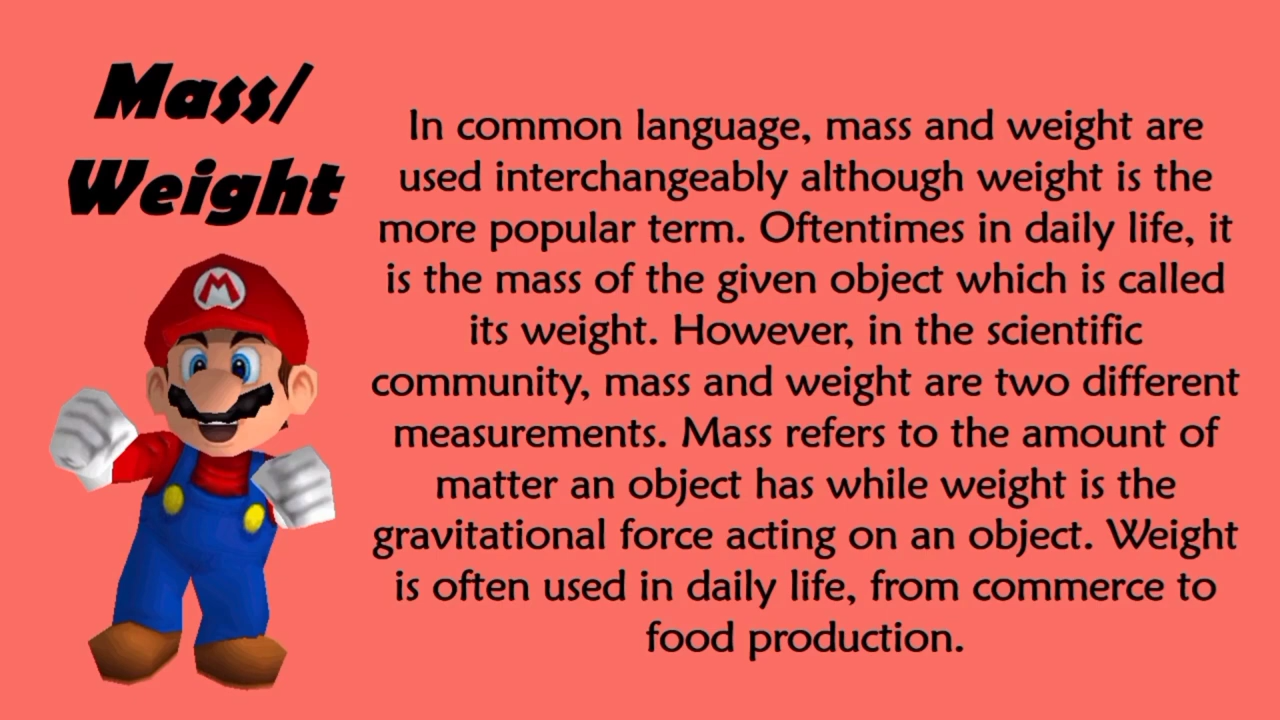 Mass/
Weight
M
In common language, mass and weight are
used interchangeably although weight is the
more popular term. Oftentimes in daily life, it
is the mass of the given object which is called
its weight. However, in the scientific
community, mass and weight are two different
measurements. Mass refers to the amount of
matter an object has while weight is the
gravitational force acting on an object. Weight
is often used in daily life, from commerce to
food production.